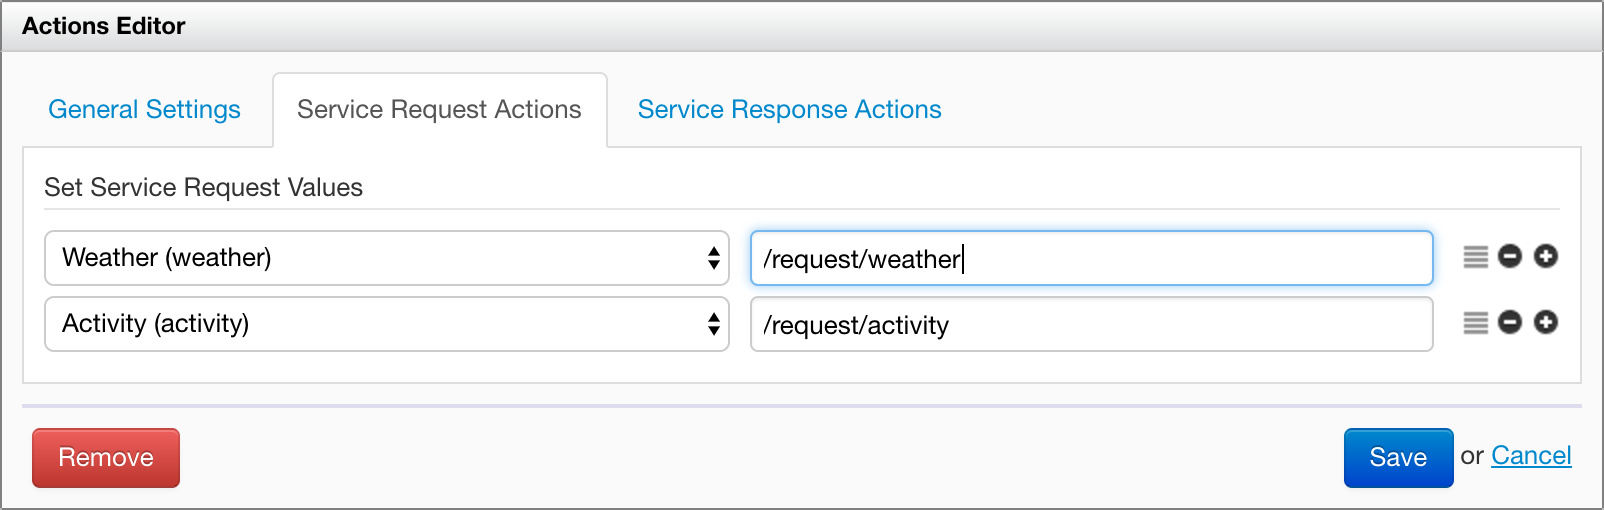 Actions Editor
General Settings Service Request Actions Service Response Actions
Set Service Request Values
Weather (weather) /request/weather
Activity (activity) /request/activity
Remove Save or Cancel